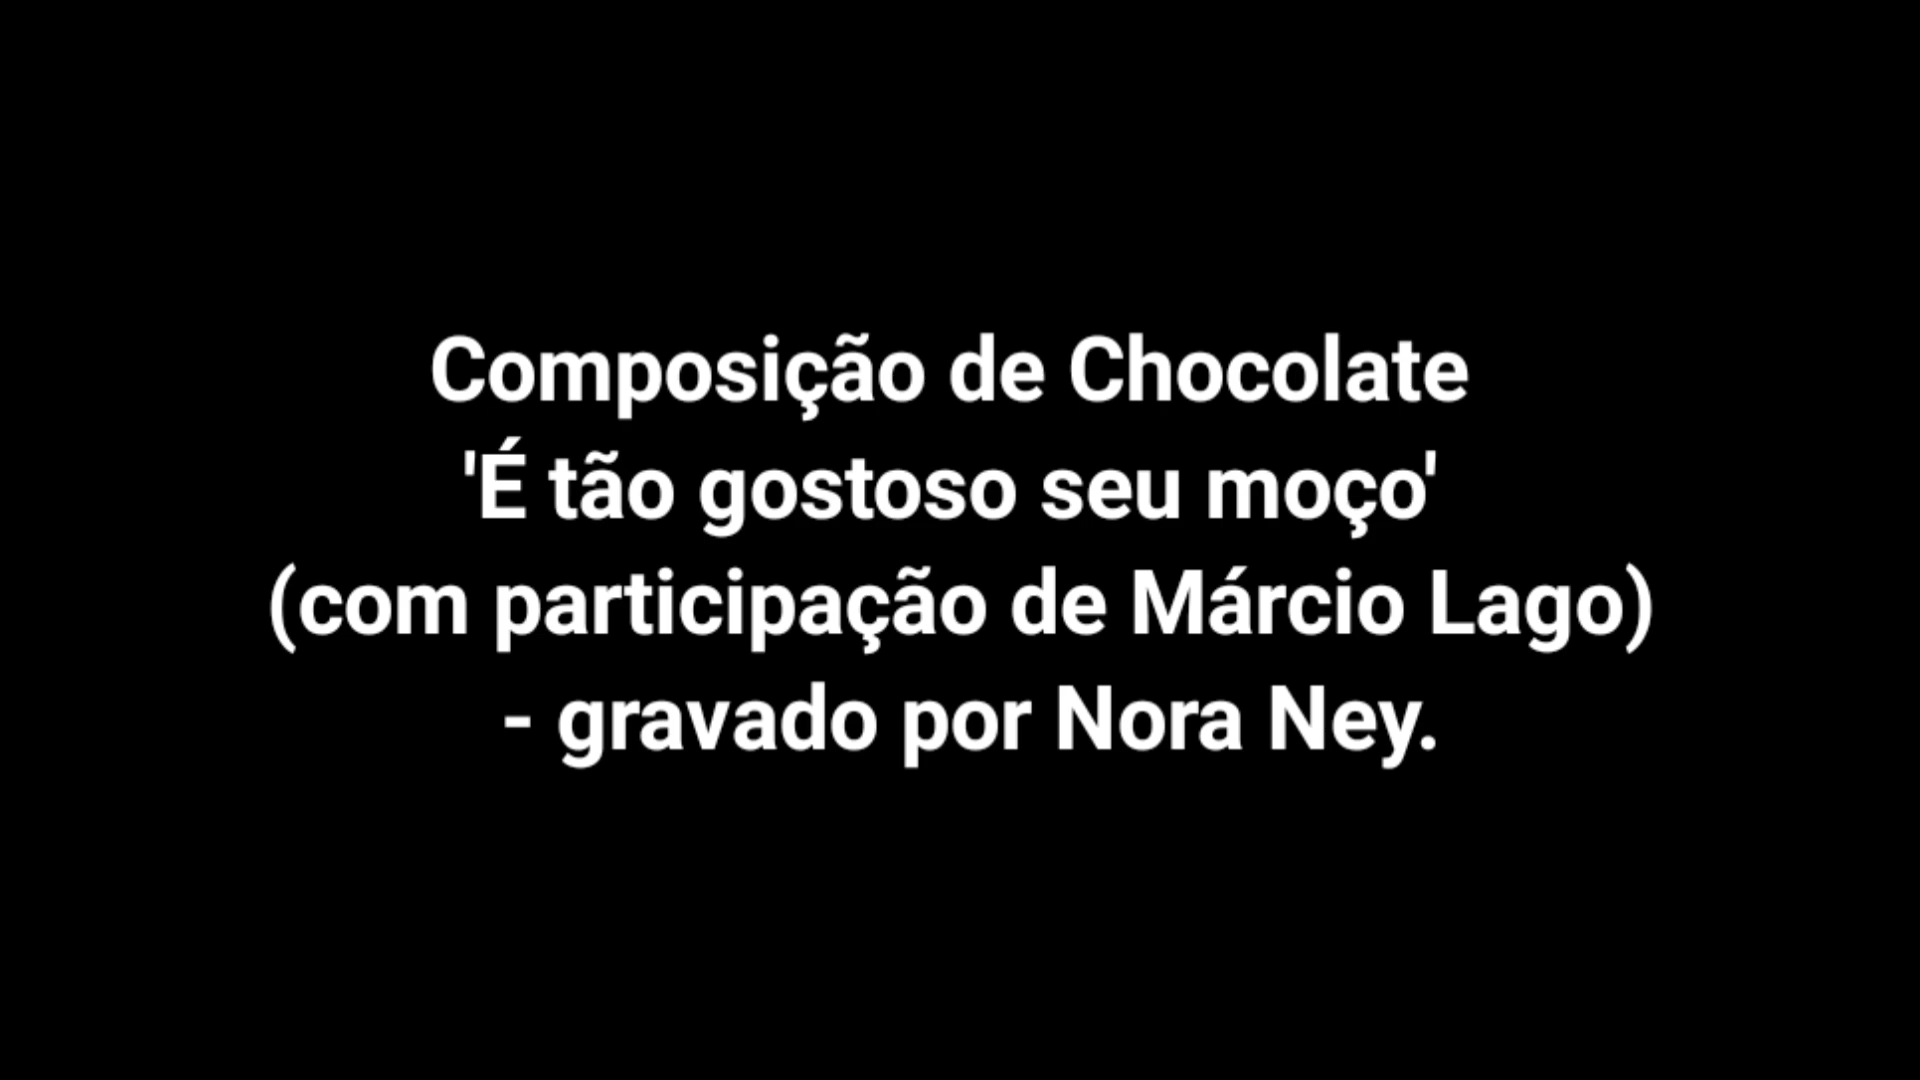 Composição de Chocolate
'É tão gostoso seu moço'
(com participação de Márcio Lago)
- gravado por Nora Ney.